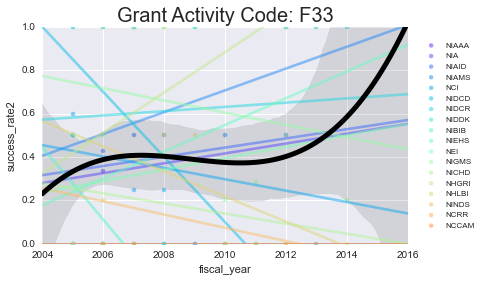 Grant Activity Code: F33
1.0
0.8
0.6
0.4
0.2
0.0
success_rate2
2004 2006 2008 2010 2012 2014 2016
fiscal_year
NIAAA
NIA
NIAID
NIAMS
NCI
NIDCD
NIDCR
NIDDK
NIBIB
NIEHS
NEI
NIGMS
NICHD
NHGRI
NHLBI
NINDS
NCRR
NCCAM